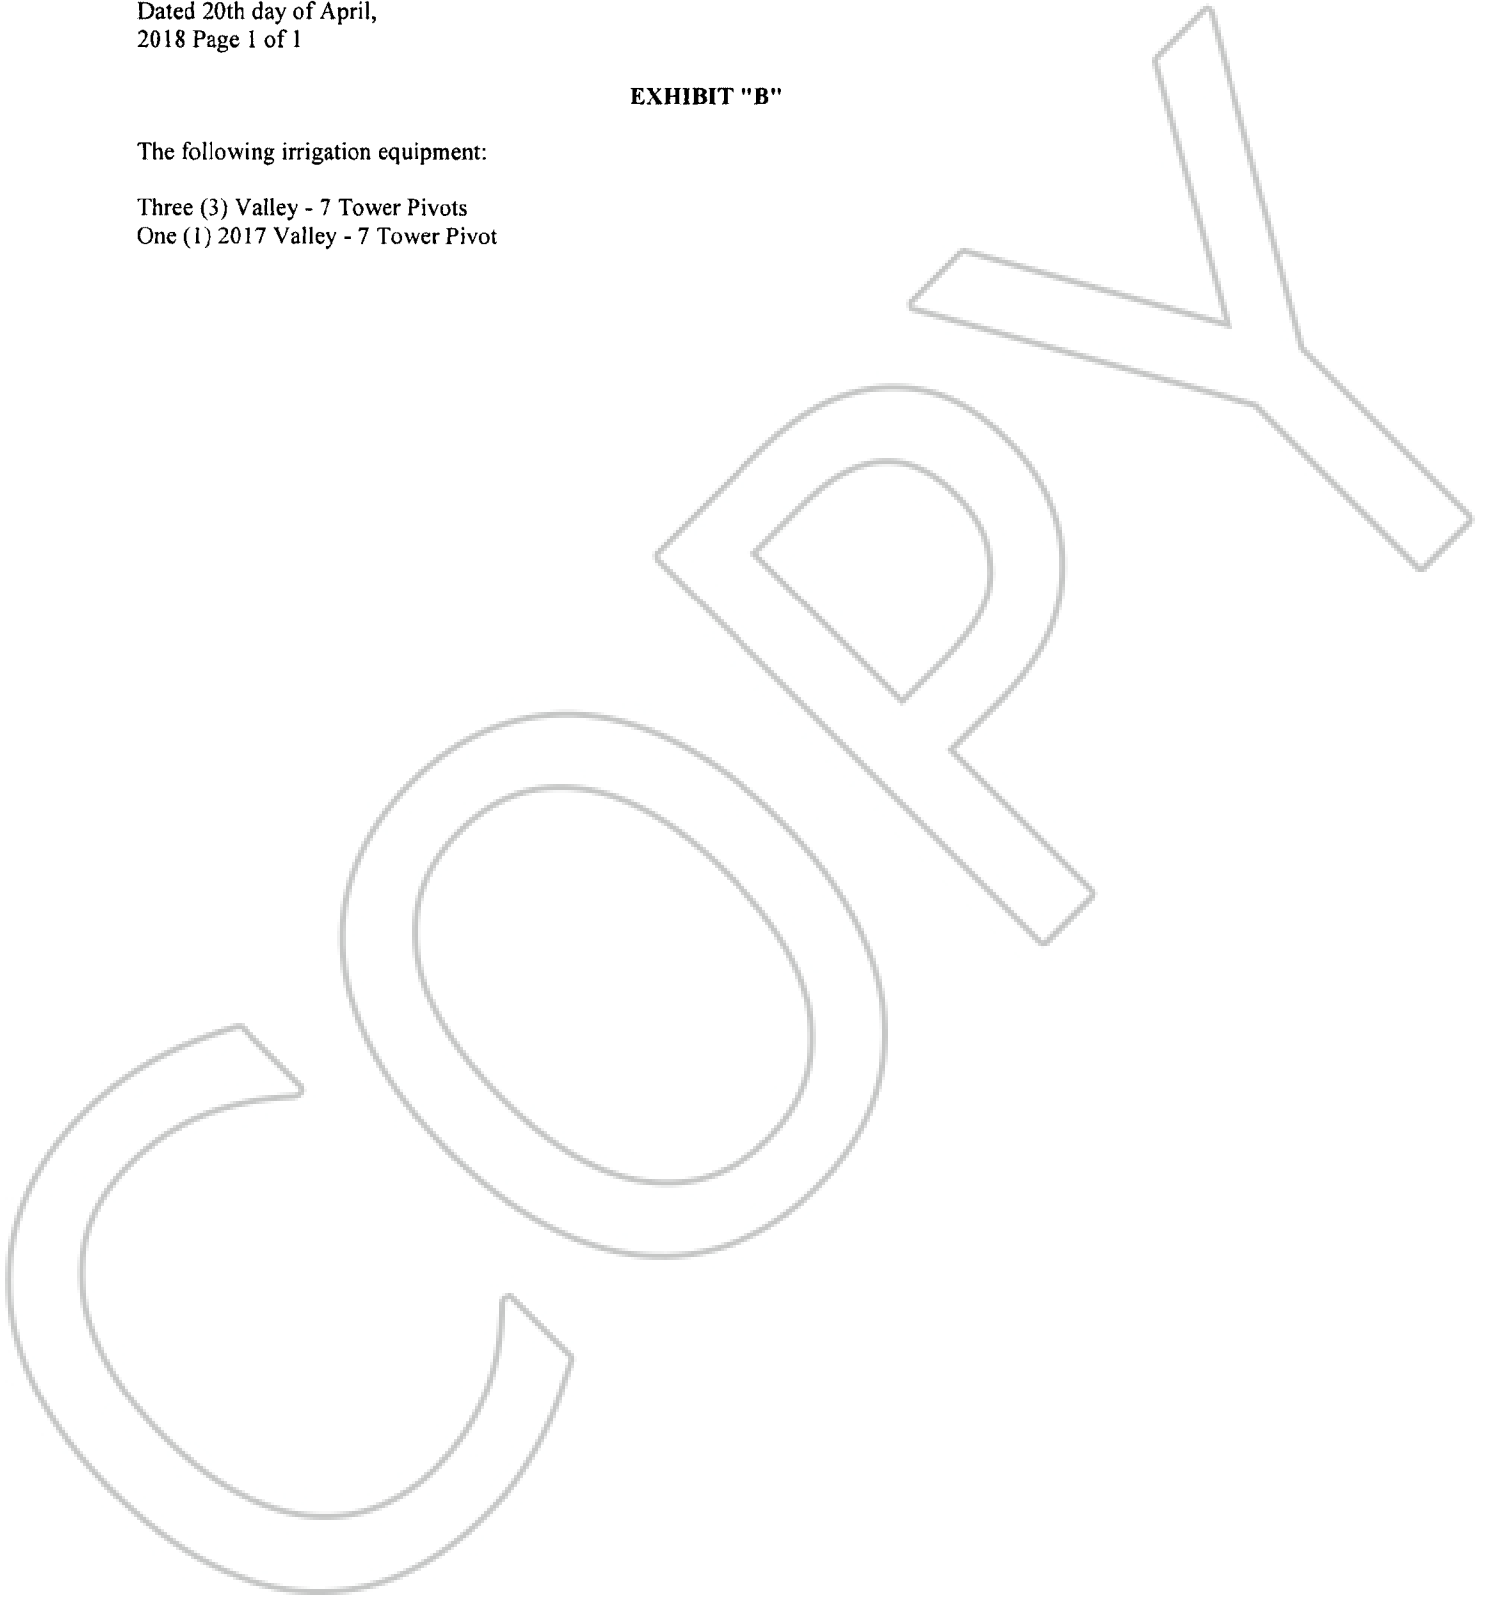 Dated 20th day of April,
2018 Page 1 of 1
EXHIBIT "B"
The following irrigation equipment:
Three (3) Valley - 7 Tower Pivots
One (1) 2017 Valley - 7 Tower Pivot
COPY